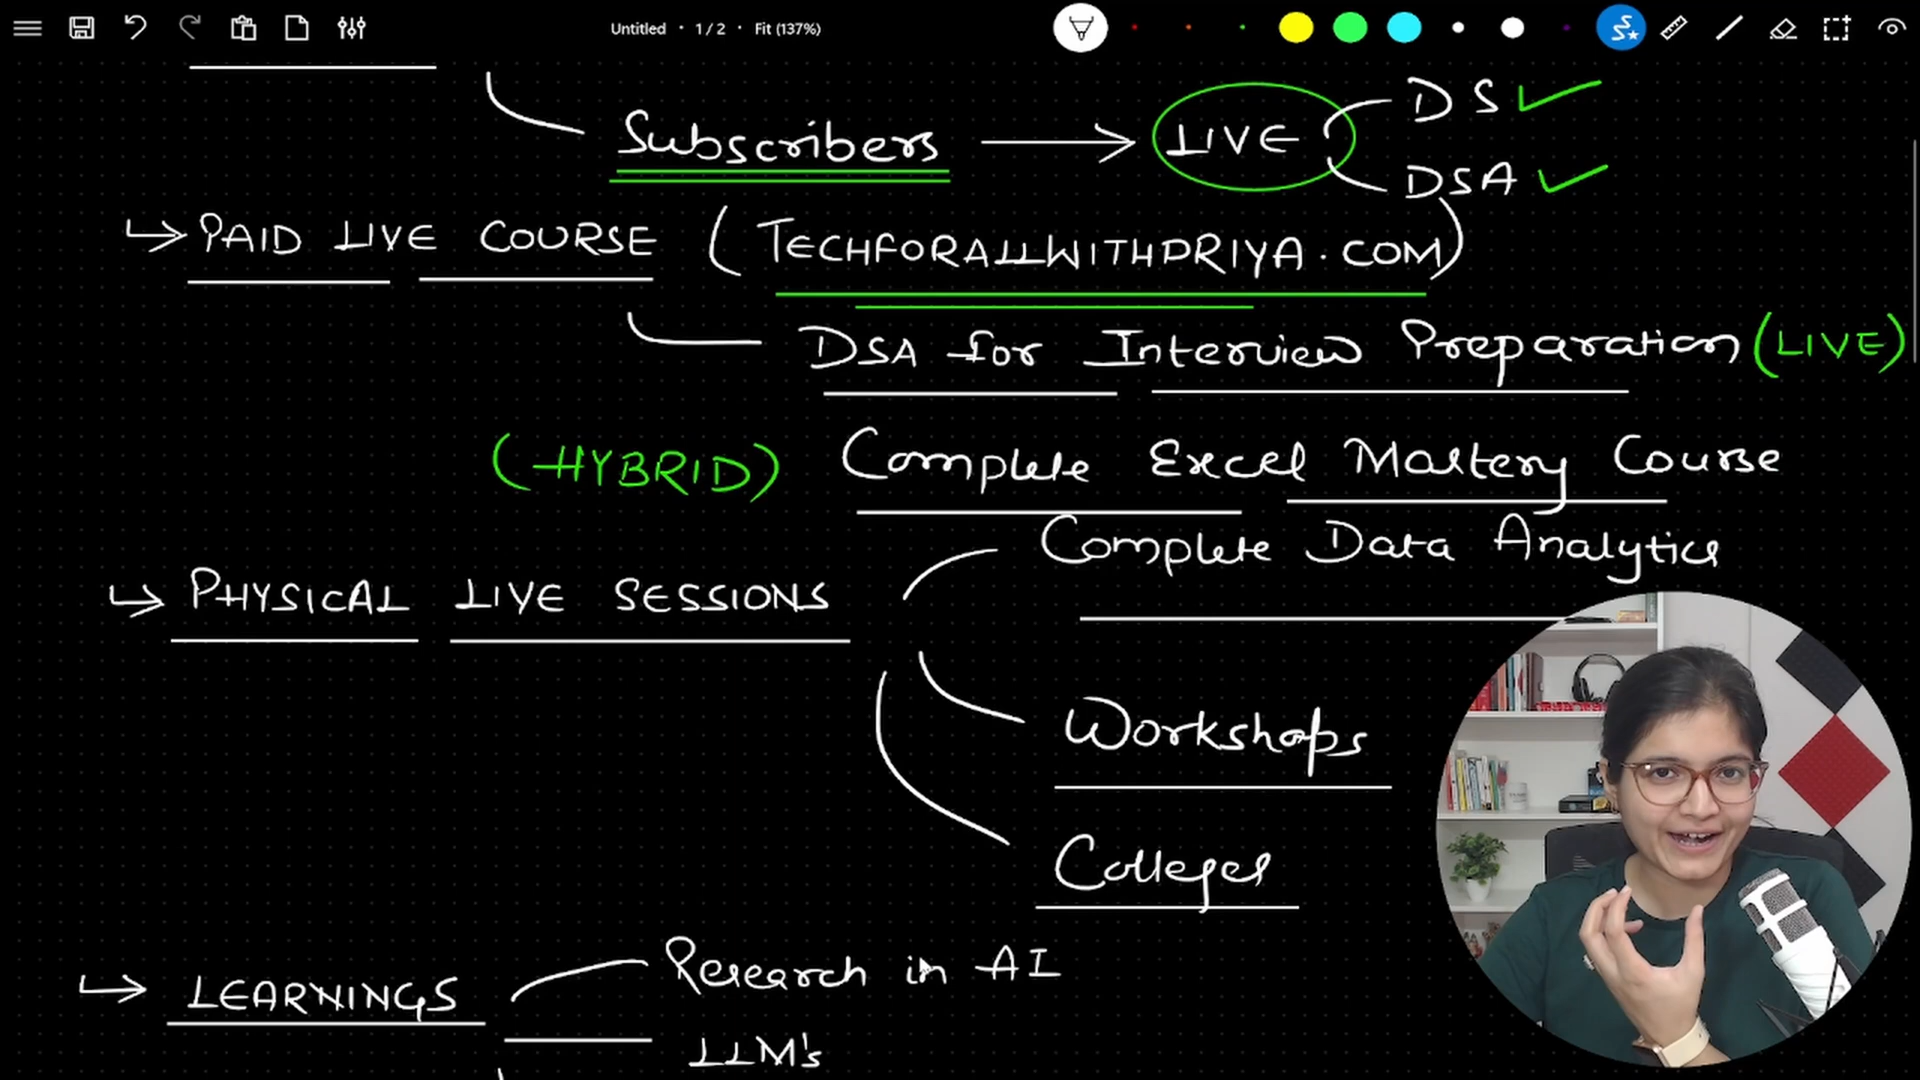 Untitled • 1 / 2 • Fit (137%)
Subscribers → LIVE
DS ✓
DSA ✓
↳ PAID LIVE COURSE (TECHFORALLWITHPRIYA.COM)
DSA for Interview Preparation (LIVE)
(HYBRID) Complete Excel Mastery Course
Complete Data Analytics
↳ PHYSICAL LIVE SESSIONS
Workshops
Colleges
↳ LEARNINGS
Research in AI
LLM's